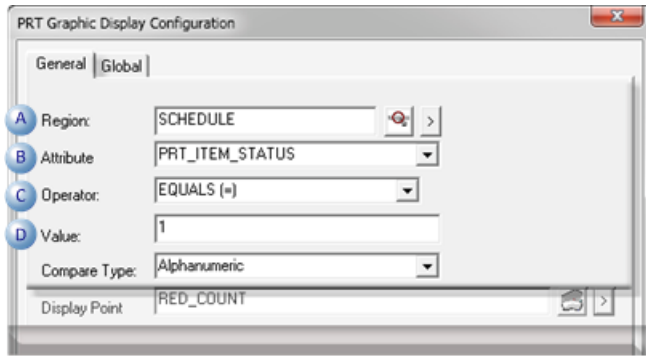 PRT Graphic Display Configuration
General Global
A Region: SCHEDULE >
B Attribute PRT_ITEM_STATUS
C Operator: EQUALS (=)
D Value: 1
Compare Type: Alphanumeric
Display Point RED_COUNT >